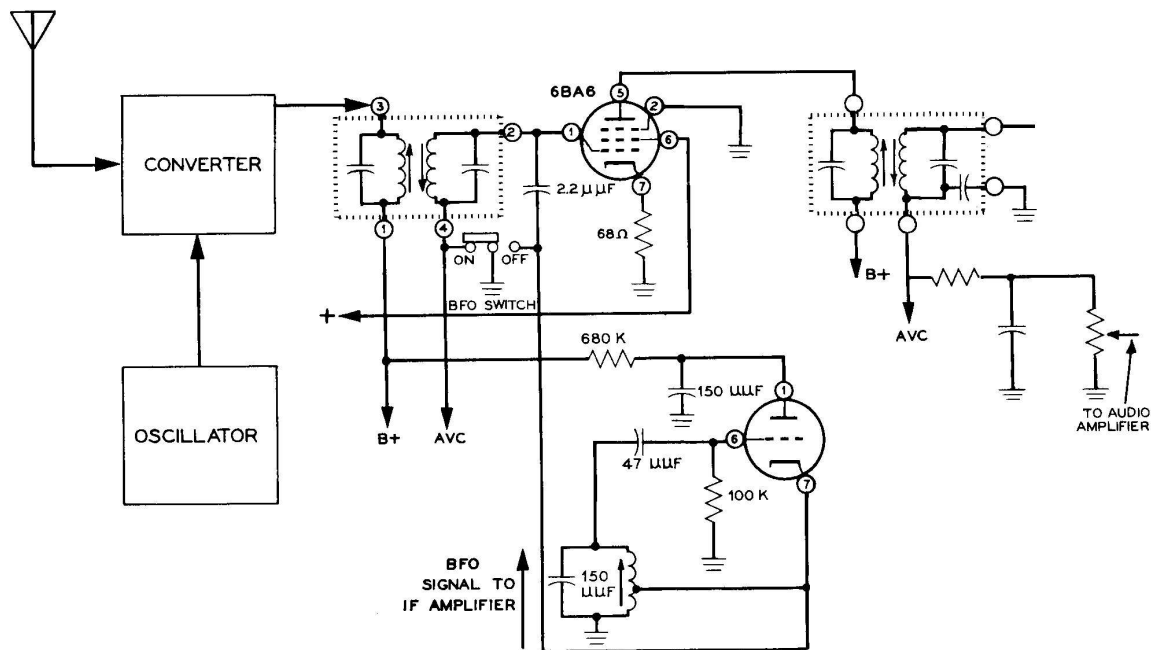 6BA6
5
2
3
2
1
6
CONVERTER
2.2 μμF
7
68Ω
1
4
ON
OFF
B+
BFO SWITCH
+
AVC
680 K
150 μμF
1
TO AUDIO
AMPLIFIER
OSCILLATOR
B+
AVC
6
47 μμF
7
100 K
BFO
SIGNAL TO
IF AMPLIFIER
150
μμF